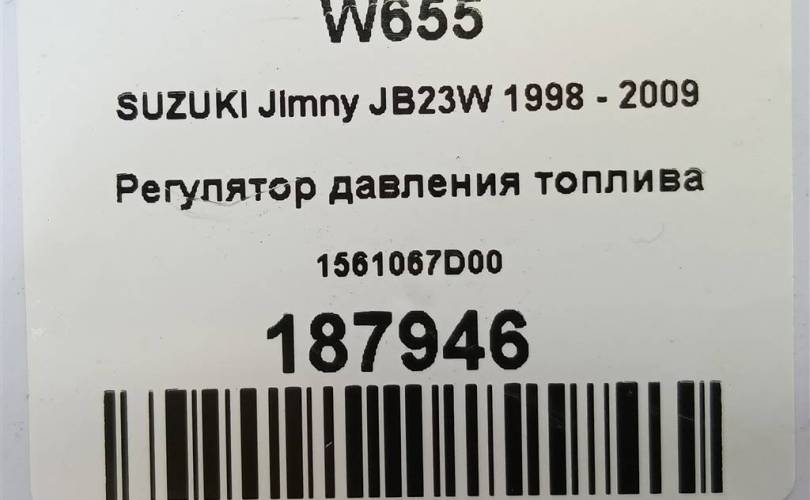 W655
SUZUKI Jimny JB23W 1998 - 2009
Регулятор давления топлива
1561067D00
187946